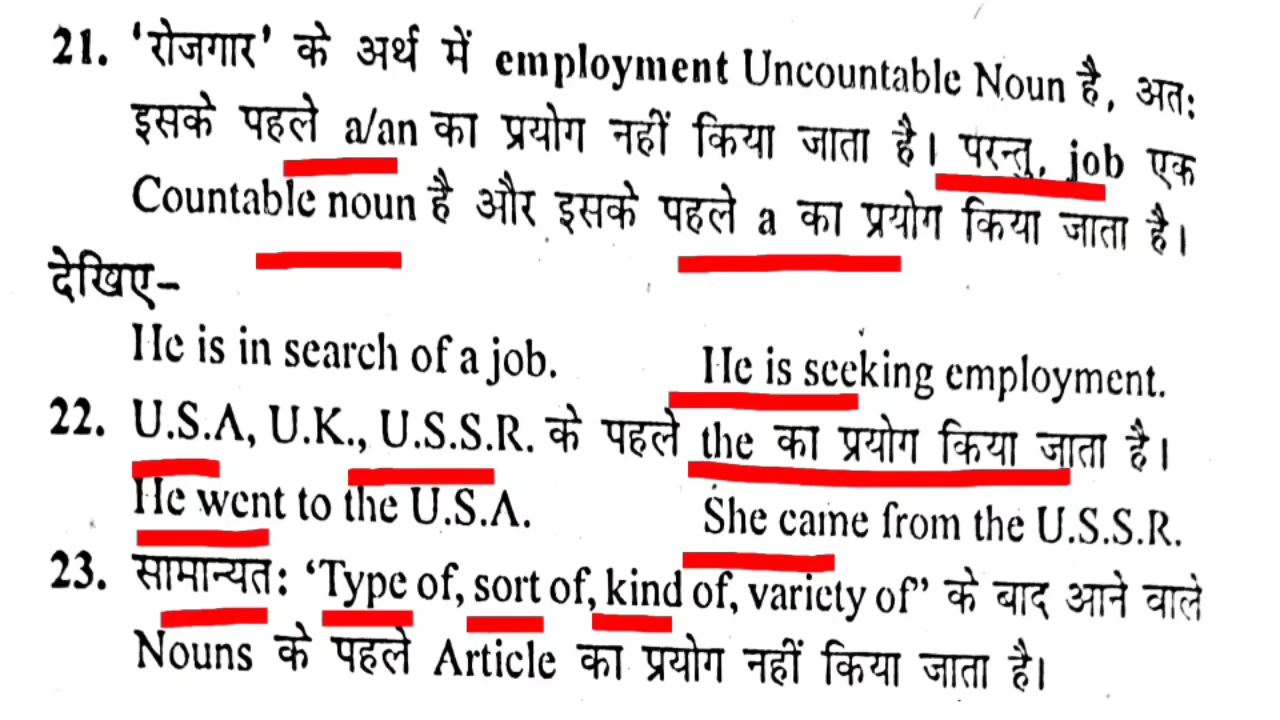 21. ‘रोजगार’ के अर्थ में employment Uncountable Noun है, अतः
इसके पहले a/an का प्रयोग नहीं किया जाता है। परन्तु, job एक
Countable noun है और इसके पहले a का प्रयोग किया जाता है।
देखिए–
He is in search of a job. He is seeking employment.
22. U.S.A, U.K., U.S.S.R. के पहले the का प्रयोग किया जाता है।
He went to the U.S.A. She came from the U.S.S.R.
23. सामान्यत: ‘Type of, sort of, kind of, variety of” के बाद आने वाले
Nouns के पहले Article का प्रयोग नहीं किया जाता है।